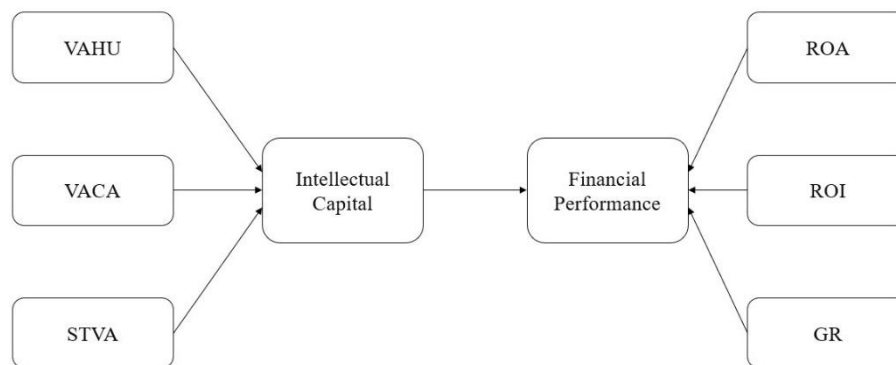 VAHU
ROA
VACA
Intellectual
Capital
Financial
Performance
ROI
STVA
GR